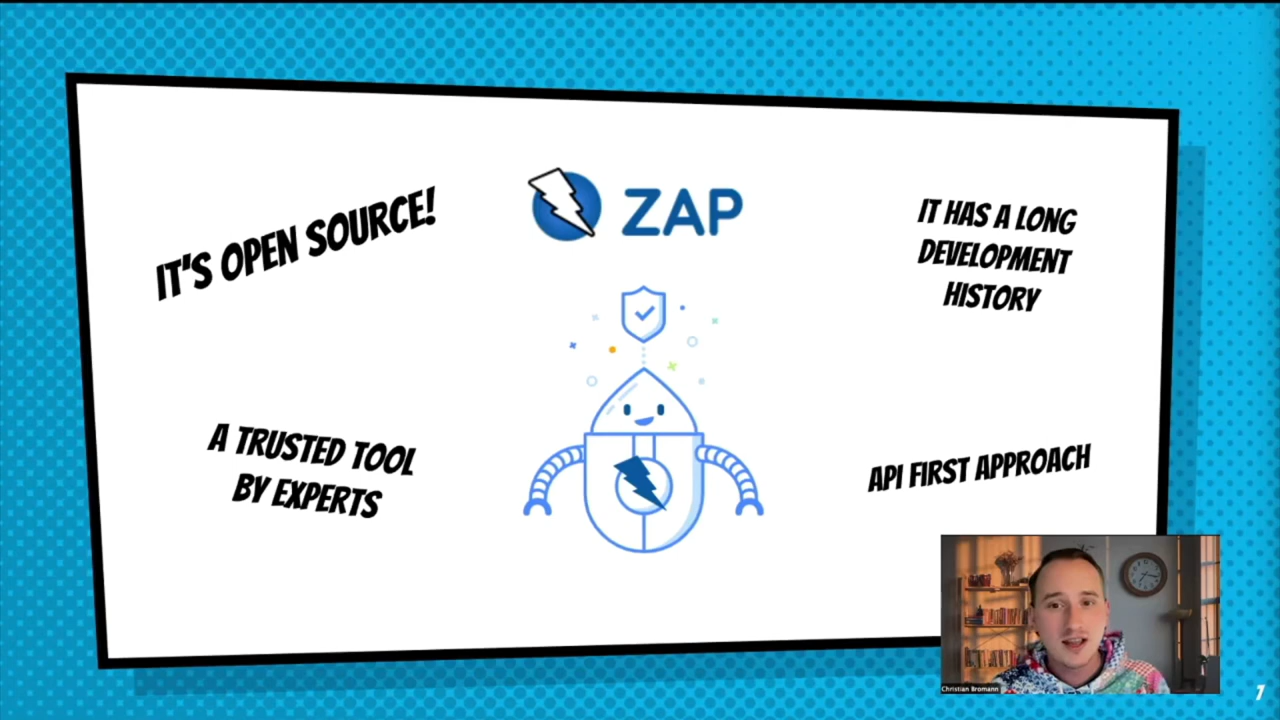 IT'S OPEN SOURCE!
ZAP
IT HAS A LONG
DEVELOPMENT
HISTORY
A TRUSTED TOOL
BY EXPERTS
API FIRST APPROACH
Christian Bromann
7